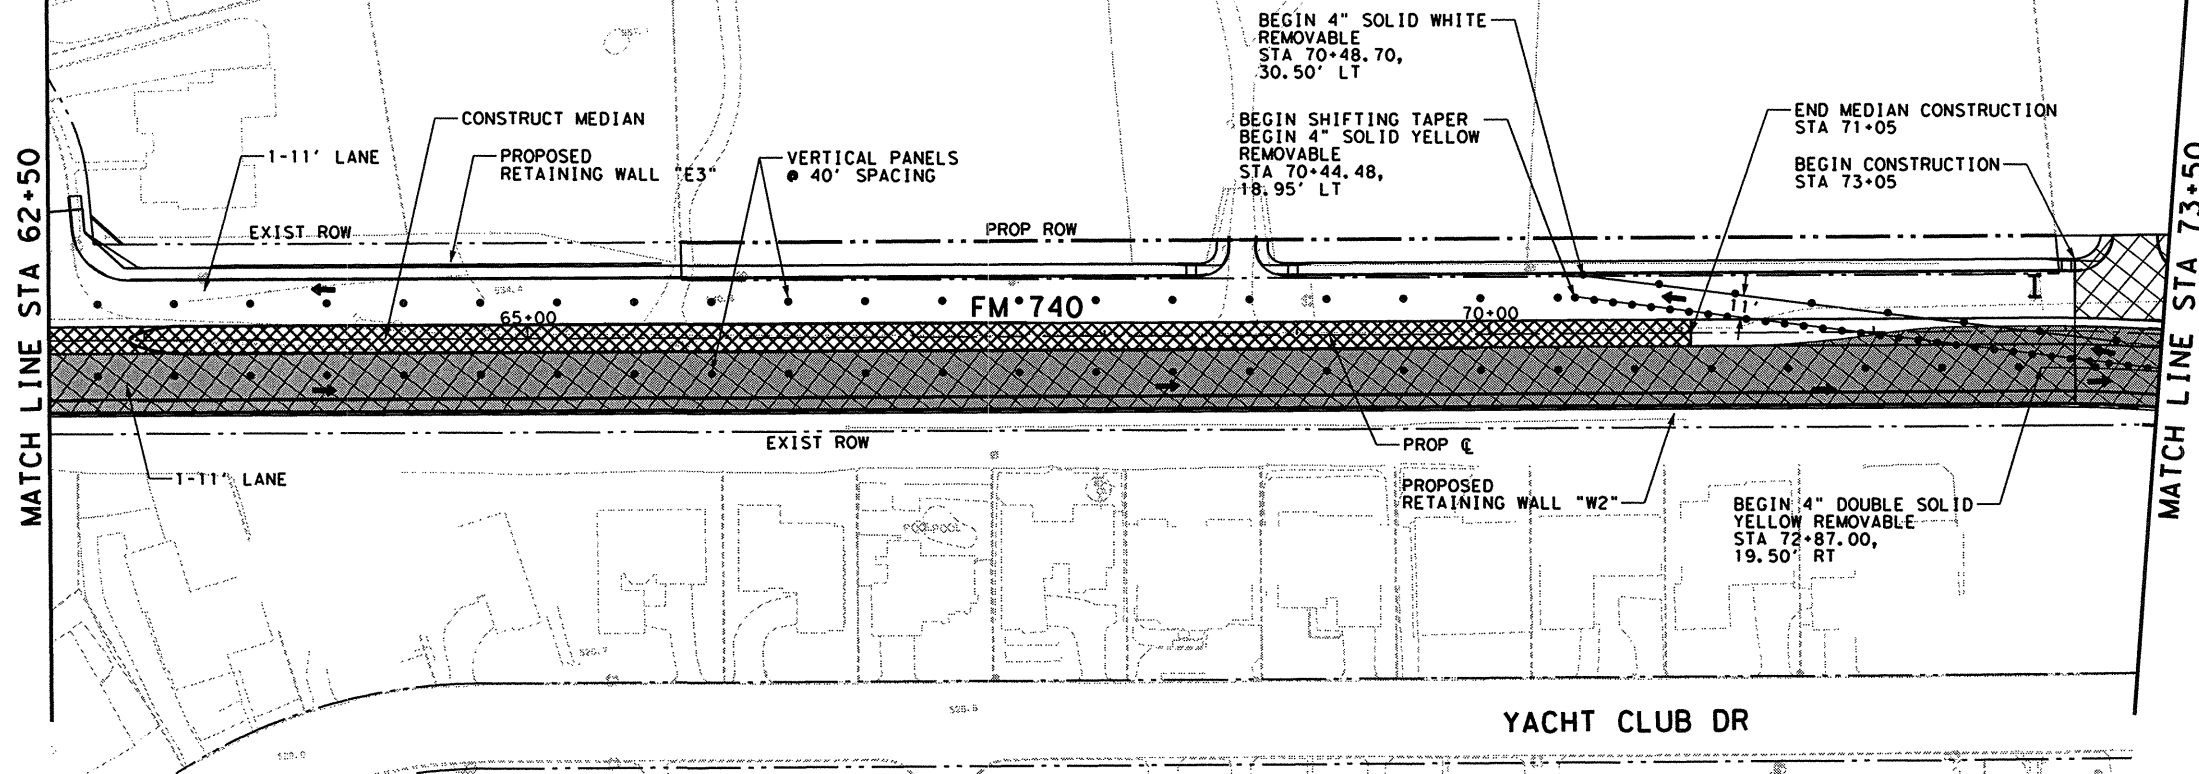 BEGIN 4" SOLID WHITE
REMOVABLE
STA 70+48.70,
30.50' LT
CONSTRUCT MEDIAN
BEGIN SHIFTING TAPER
BEGIN 4" SOLID YELLOW
REMOVABLE
STA 70+44.48,
18.95' LT
END MEDIAN CONSTRUCTION
STA 71+05
1-11' LANE
PROPOSED
RETAINING WALL "E3"
VERTICAL PANELS
@ 40' SPACING
BEGIN CONSTRUCTION
STA 73+05
MATCH LINE STA 62+50
MATCH LINE STA 73+50
EXIST ROW
PROP ROW
FM 740
65+00
70+00
11'
I
EXIST ROW
PROP ℄
1-11' LANE
PROPOSED
RETAINING WALL "W2"
BEGIN 4" DOUBLE SOLID
YELLOW REMOVABLE
STA 72+87.00,
19.50' RT
POOL
YACHT CLUB DR